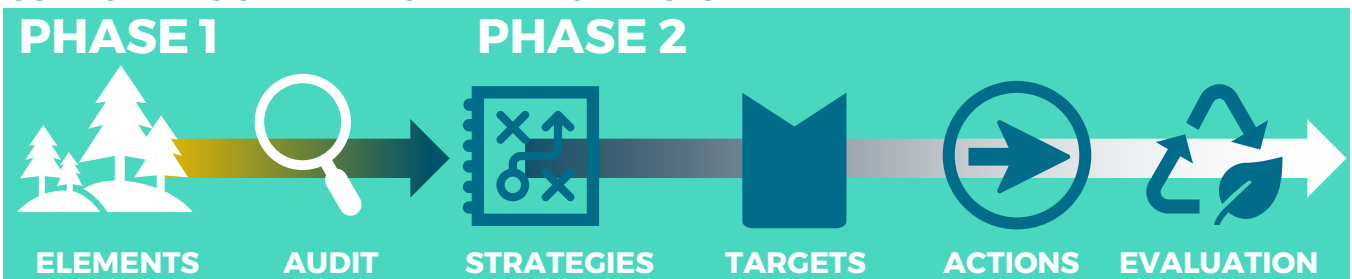 PHASE 1 PHASE 2
ELEMENTS AUDIT STRATEGIES TARGETS ACTIONS EVALUATION